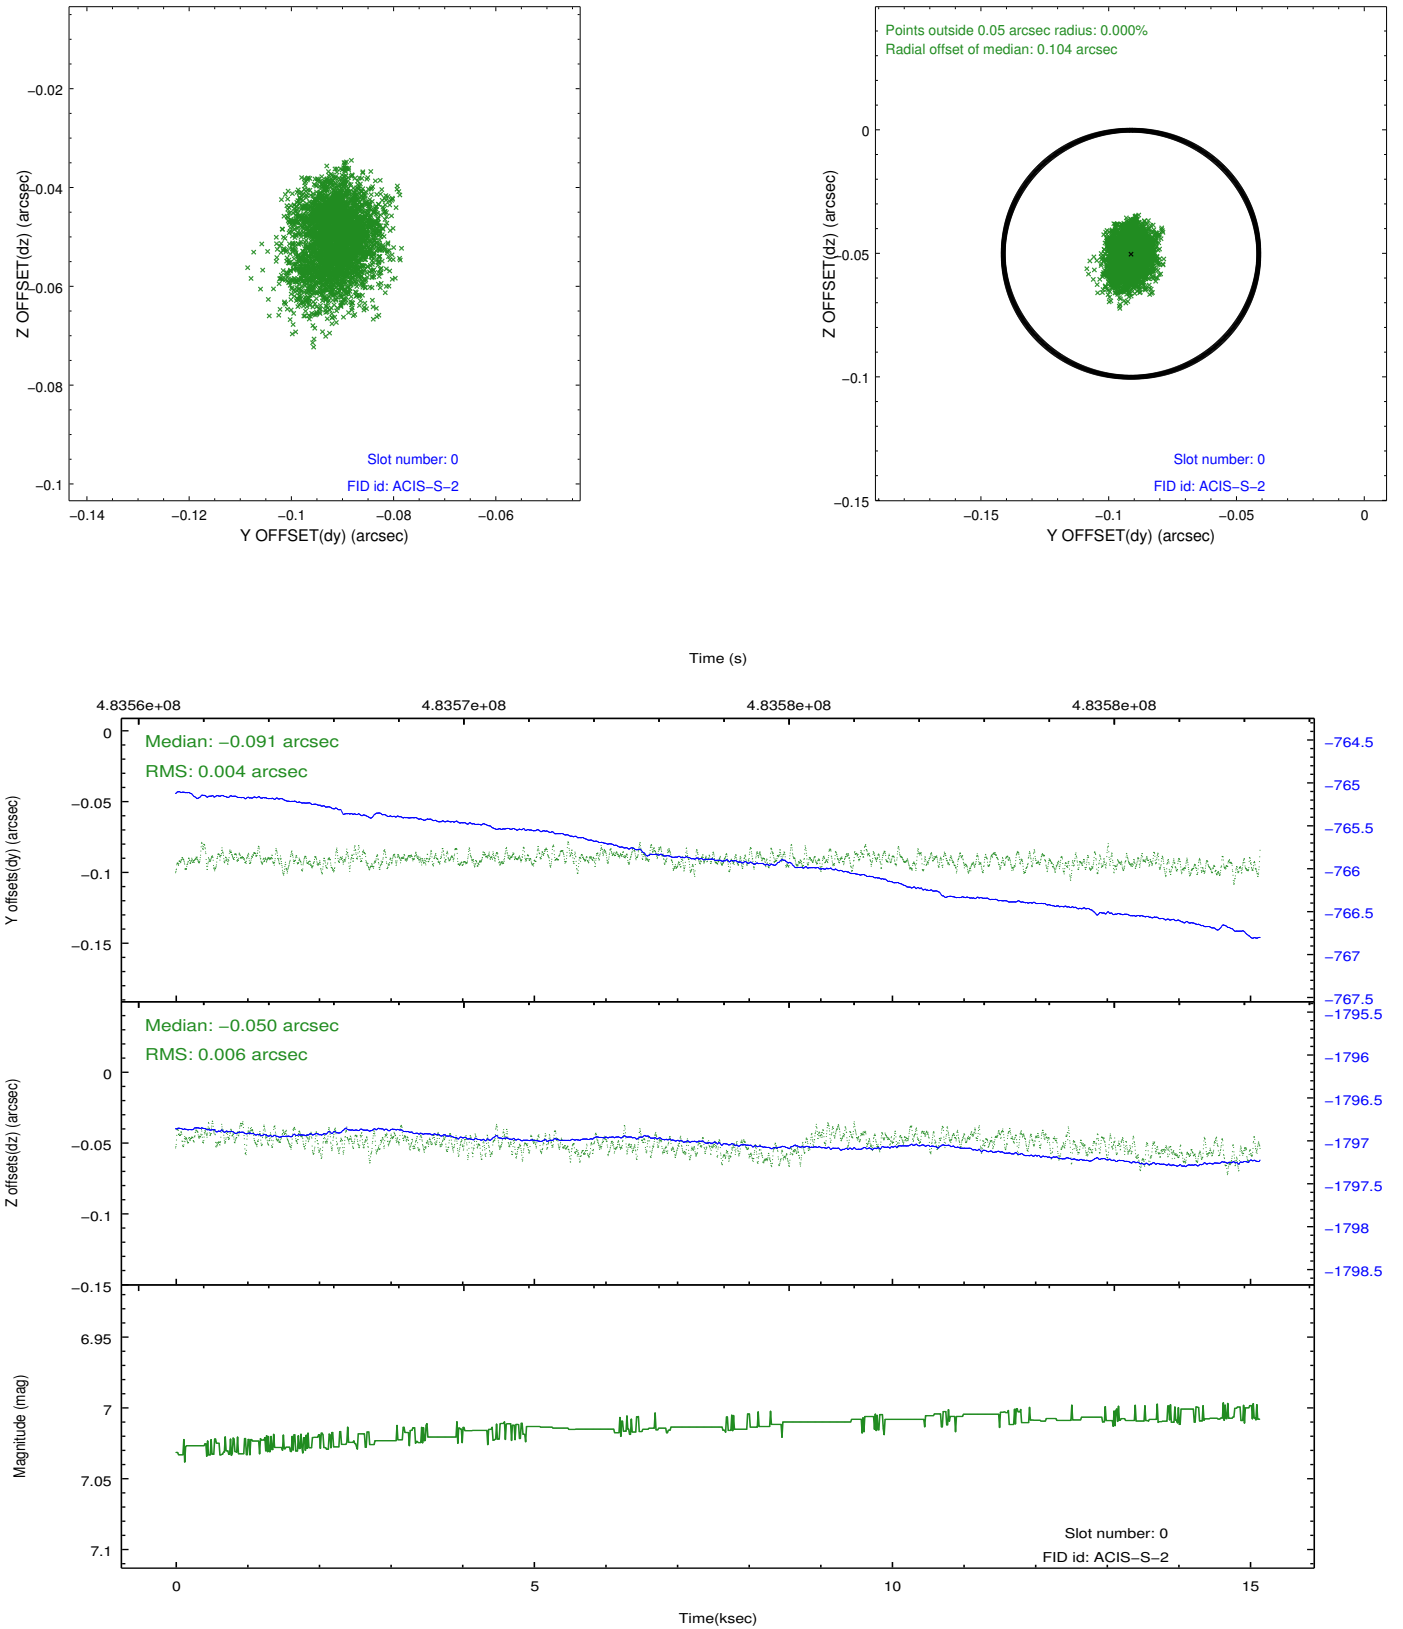 −0.02
−0.04
−0.06
−0.08
−0.1
Z OFFSET(dz) (arcsec)
Slot number: 0
FID id: ACIS−S−2
−0.14
−0.12
−0.1
−0.08
−0.06
Y OFFSET(dy) (arcsec)
Points outside 0.05 arcsec radius: 0.000%
Radial offset of median: 0.104 arcsec
0
−0.05
−0.1
−0.15
Z OFFSET(dz) (arcsec)
Slot number: 0
FID id: ACIS−S−2
−0.15
−0.1
−0.05
0
Y OFFSET(dy) (arcsec)
Time (s)
4.8356e+08
4.8357e+08
4.8358e+08
4.8358e+08
Median: −0.091 arcsec
RMS: 0.004 arcsec
0
−0.05
−0.1
−0.15
Y offsets(dy) (arcsec)
−764.5
−765
−765.5
−766
−766.5
−767
−767.5
Median: −0.050 arcsec
RMS: 0.006 arcsec
0
−0.05
−0.1
−0.15
Z offsets(dz) (arcsec)
−1795.5
−1796
−1796.5
−1797
−1797.5
−1798
−1798.5
6.95
7
7.05
7.1
Magnitude (mag)
Slot number: 0
FID id: ACIS−S−2
0
5
10
15
Time(ksec)